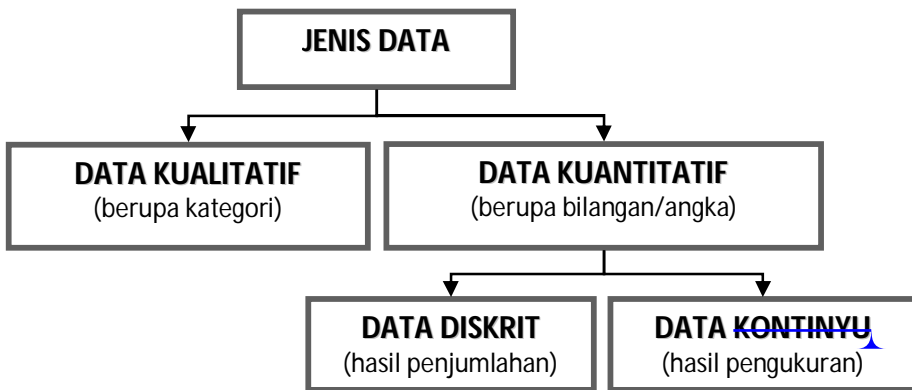 JENIS DATA
DATA KUALITATIF
(berupa kategori)
DATA KUANTITATIF
(berupa bilangan/angka)
DATA DISKRIT
(hasil penjumlahan)
DATA KONTINYU
(hasil pengukuran)